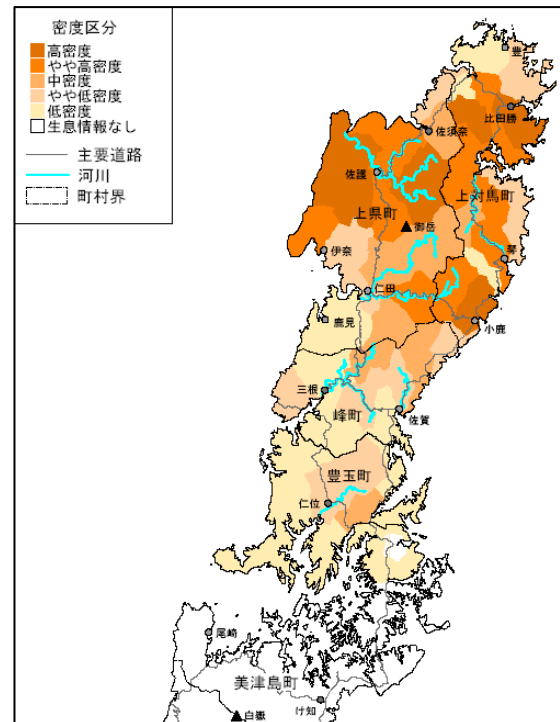 密度区分
高密度
やや高密度
中密度
やや低密度
低密度
生息情報なし
主要道路
河川
町村界
豊
比田勝
佐須奈
佐護
上対馬町
上県町
御岳
伊奈
琴
仁田
鹿見
小鹿
三根
峰町
佐賀
豊玉町
仁位
尾崎
美津島町
け知
白嶽